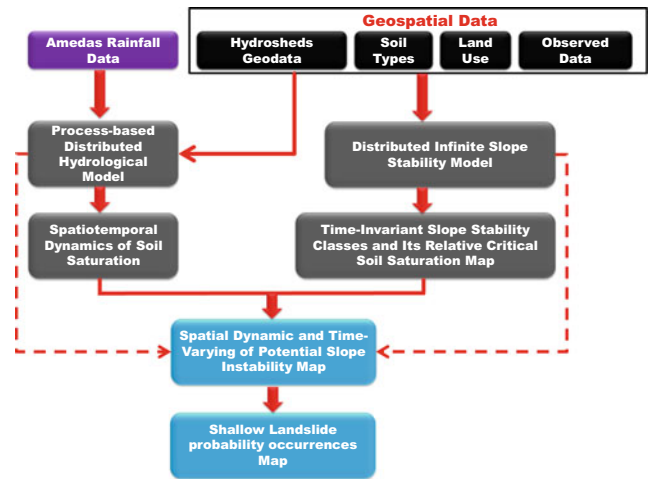 Geospatial Data
Amedas Rainfall
Data
Hydrosheds
Geodata
Soil
Types
Land
Use
Observed
Data
Process-based
Distributed
Hydrological
Model
Distributed Infinite Slope
Stability Model
Spatiotemporal
Dynamics of Soil
Saturation
Time-Invariant Slope Stability
Classes and Its Relative Critical
Soil Saturation Map
Spatial Dynamic and Time-
Varying of Potential Slope
Instability Map
Shallow Landslide
probability occurrences
Map